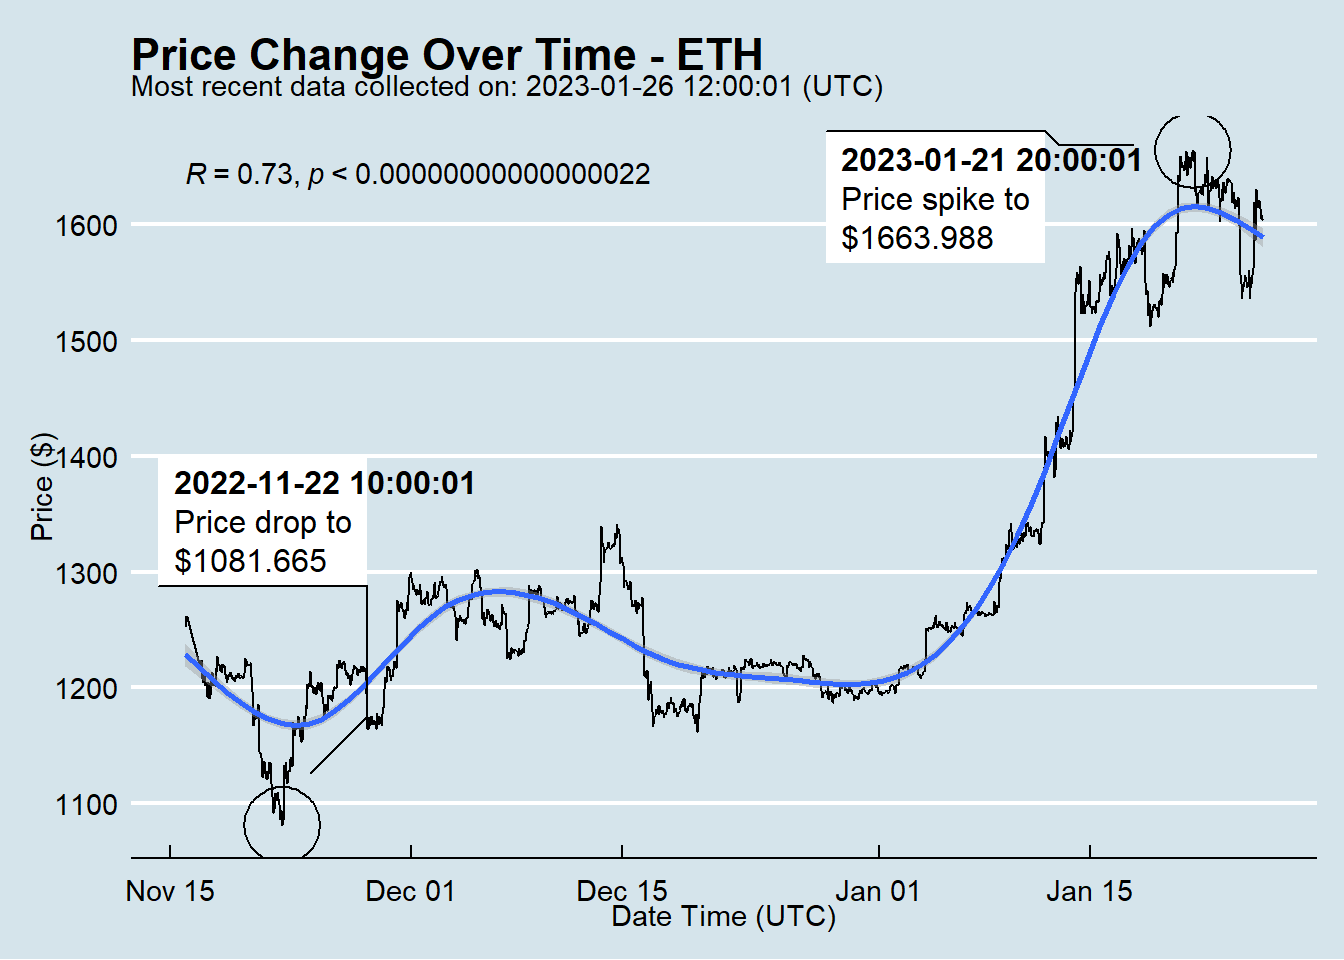 Price Change Over Time - ETH
Most recent data collected on: 2023-01-26 12:00:01 (UTC)
R = 0.73, p < 0.00000000000000022
2023-01-21 20:00:01
Price spike to
$1663.988
1600
1500
1400
1300
1200
1100
Price ($)
2022-11-22 10:00:01
Price drop to
$1081.665
Nov 15 Dec 01 Dec 15 Jan 01 Jan 15
Date Time (UTC)